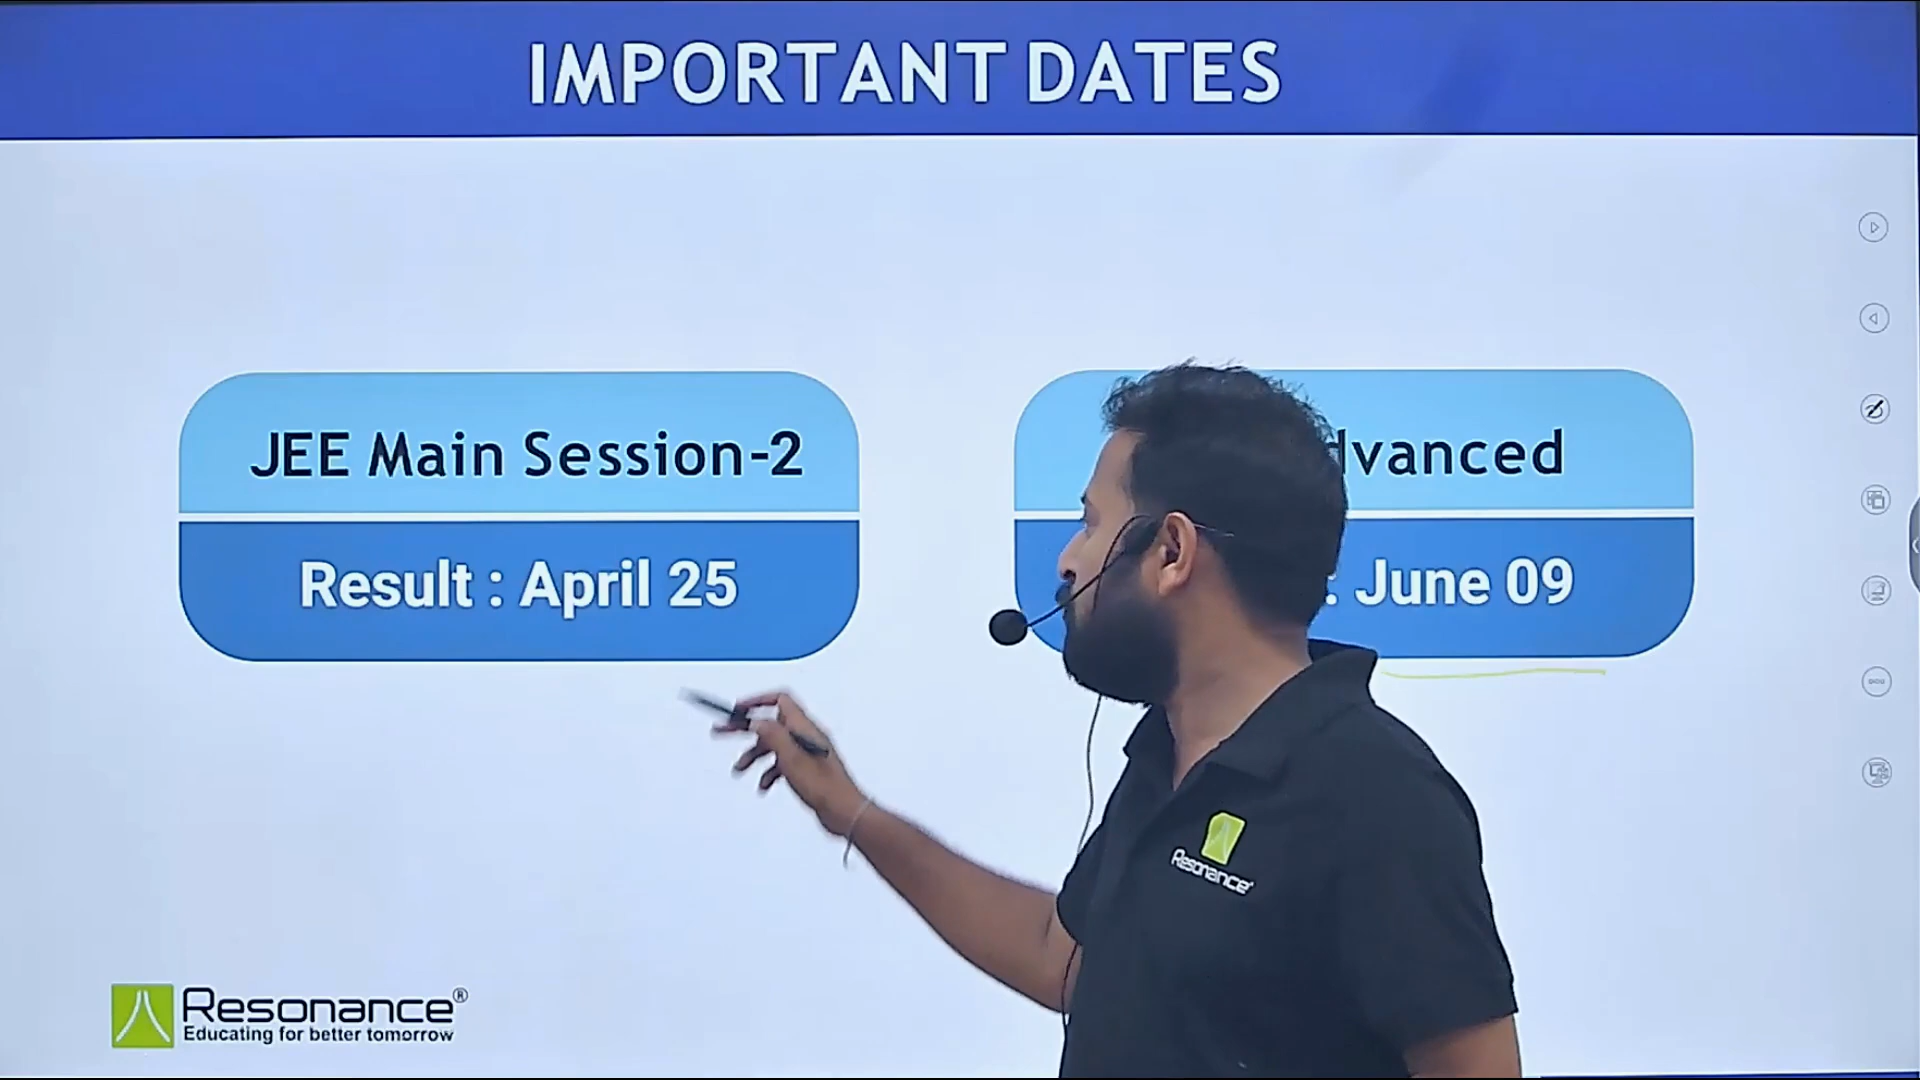 IMPORTANT DATES
JEE Main Session-2
Result : April 25
dvanced
: June 09
Resonance
Resonance®
Educating for better tomorrow